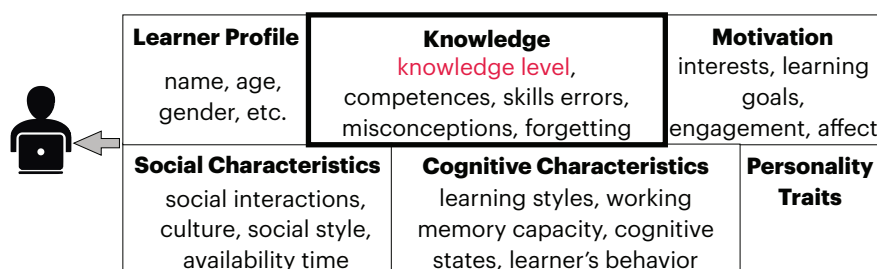 Learner Profile
name, age,
gender, etc.
Knowledge
knowledge level,
competences, skills errors,
misconceptions, forgetting
Motivation
interests, learning
goals,
engagement, affect
Social Characteristics
social interactions,
culture, social style,
availability time
Cognitive Characteristics
learning styles, working
memory capacity, cognitive
states, learner’s behavior
Personality
Traits